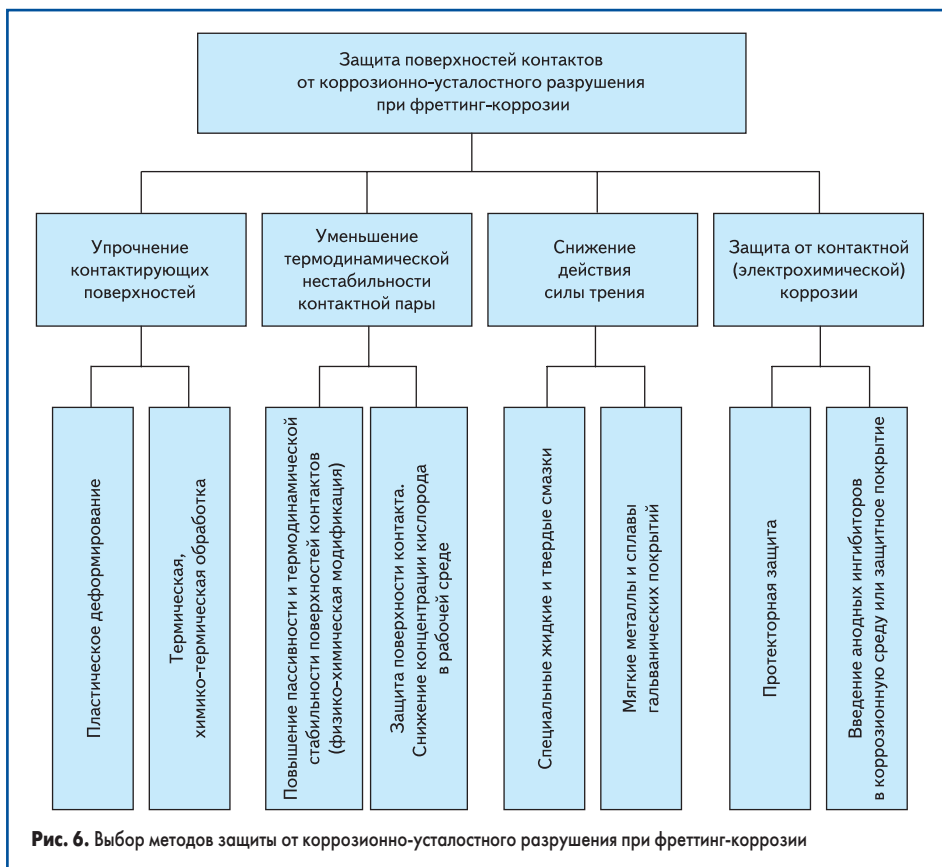 Защита поверхностей контактов
от коррозионно-усталостного разрушения
при фреттинг-коррозии
Упрочнение
контактирующих
поверхностей
Уменьшение
термодинамической
нестабильности
контактной пары
Снижение
действия
силы трения
Защита от контактной
(электрохимической)
коррозии
Пластическое деформирование
Термическая,
химико-термическая обработка
Повышение пассивности и термодинамической
стабильности поверхностей контактов
(физико-химическая модификация)
Защита поверхности контакта.
Снижение концентрации кислорода
в рабочей среде
Специальные жидкие и твердые смазки
Мягкие металлы и сплавы
гальванических покрытий
Протекторная защита
Введение анодных ингибиторов
в коррозионную среду или защитное покрытие
Рис. 6. Выбор методов защиты от коррозионно-усталостного разрушения при фреттинг-коррозии